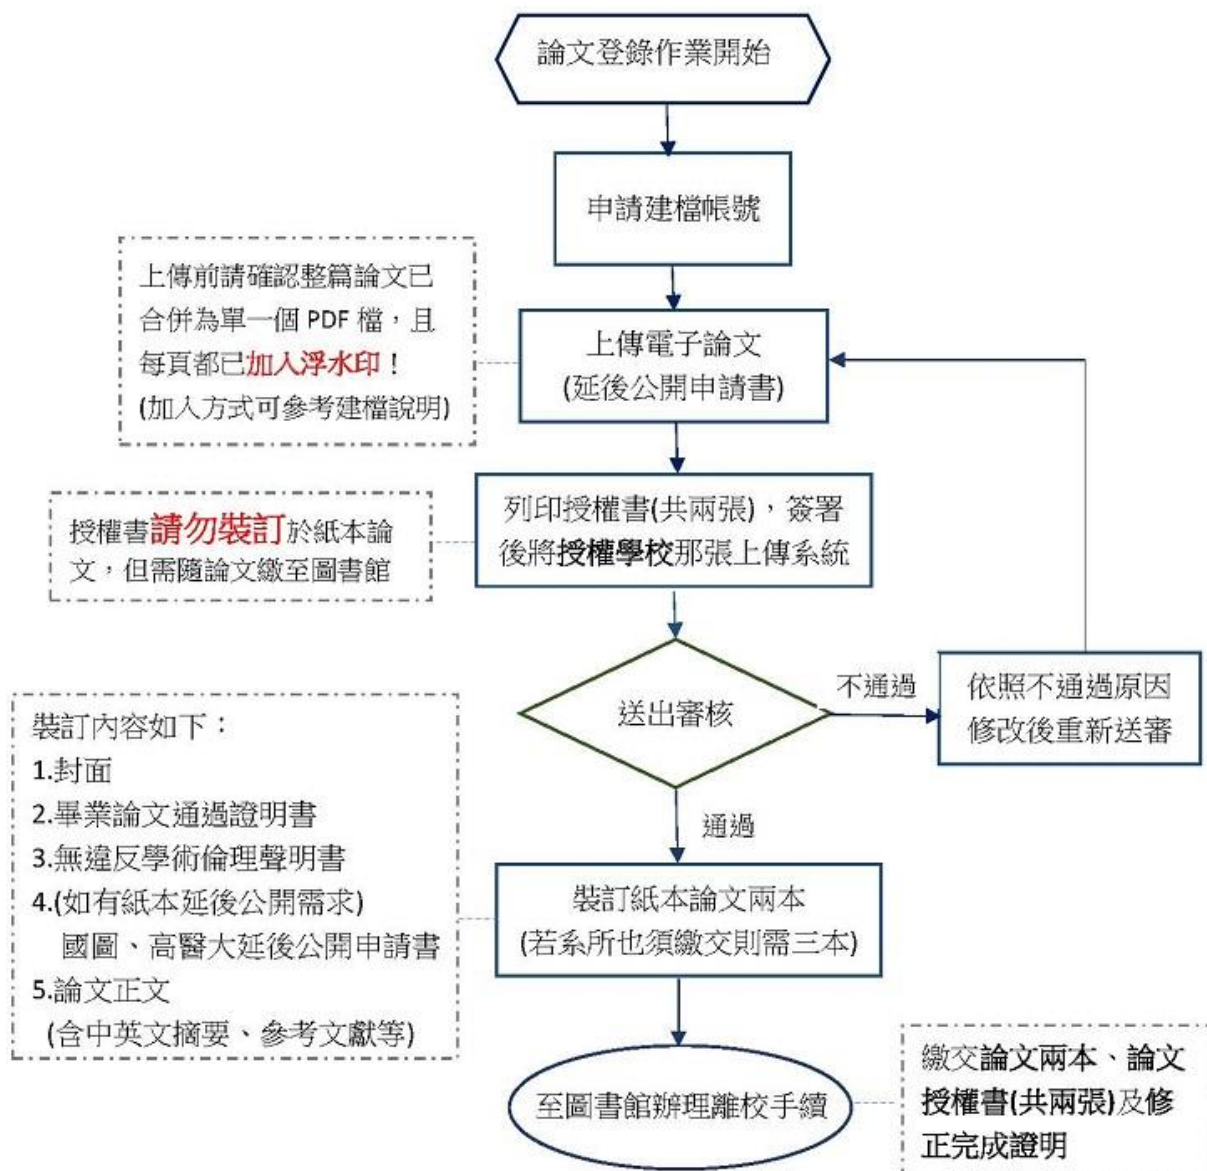 論文登錄作業開始
申請建檔帳號
上傳前請確認整篇論文已
合併為單一個 PDF 檔，且
每頁都已加入浮水印！
(加入方式可參考建檔說明)
上傳電子論文
(延後公開申請書)
授權書請勿裝訂於紙本論
文，但需隨論文繳至圖書館
列印授權書(共兩張)，簽署
後將授權學校那張上傳系統
送出審核
不通過
依照不通過原因
修改後重新送審
通過
裝訂內容如下：
1.封面
2.畢業論文通過證明書
3.無違反學術倫理聲明書
4.(如有紙本延後公開需求)
國圖、高醫大延後公開申請書
5.論文正文
(含中英文摘要、參考文獻等)
裝訂紙本論文兩本
(若系所也須繳交則需三本)
至圖書館辦理離校手續
繳交論文兩本、論文
授權書(共兩張)及修
正完成證明